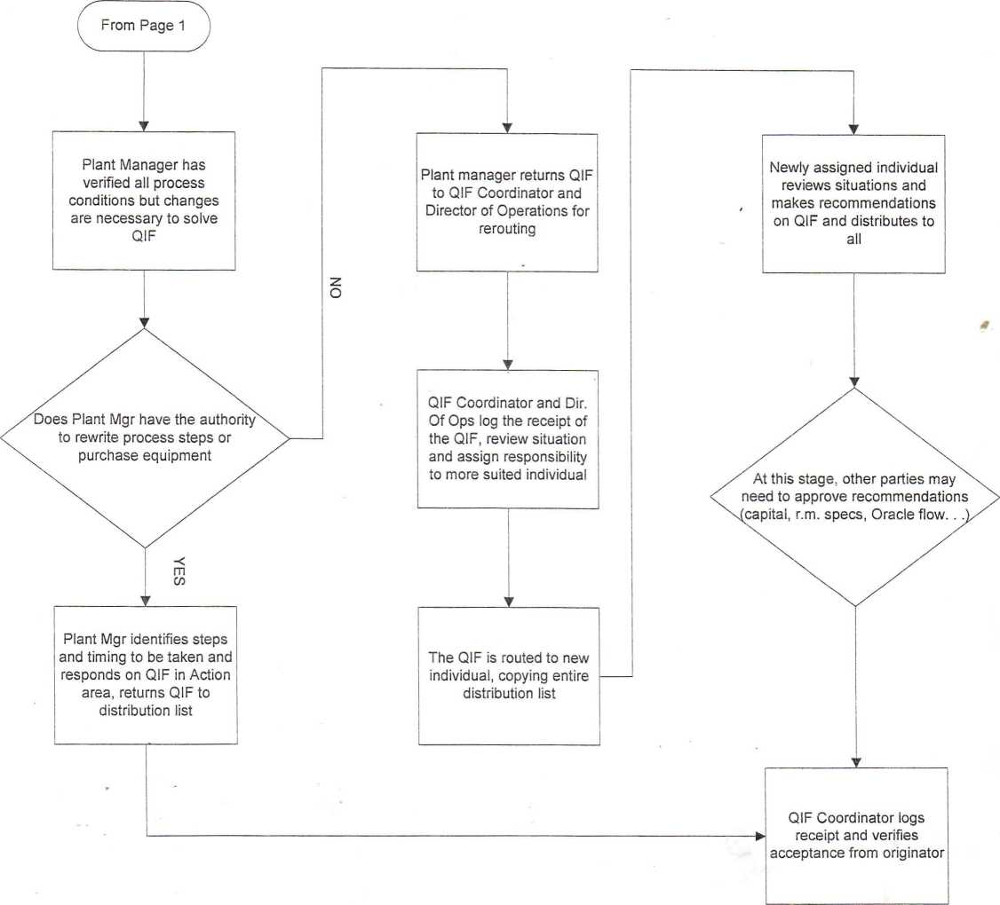 From Page 1
Plant Manager has
verified all process
conditions but changes
are necessary to solve
QIF
Does Plant Mgr have the authority
to rewrite process steps or
purchase equipment
YES
Plant Mgr identifies steps
and timing to be taken and
responds on QIF in Action
area, returns QIF to
distribution list
NO
Plant manager returns QIF
to QIF Coordinator and
Director of Operations for
rerouting
QIF Coordinator and Dir.
Of Ops log the receipt of
the QIF, review situation
and assign responsibility
to more suited individual
The QIF is routed to new
individual, copying entire
distribution list
Newly assigned individual
reviews situations and
makes recommendations
on QIF and distributes to
all
At this stage, other parties may
need to approve recommendations
(capital, r.m. specs, Oracle flow. . .)
QIF Coordinator logs
receipt and verifies
acceptance from originator